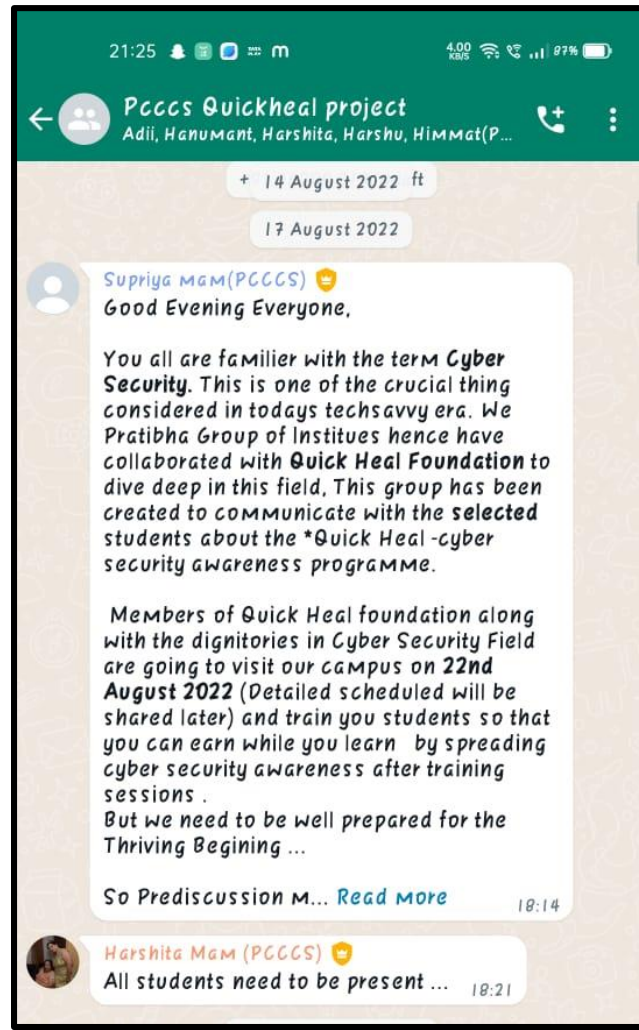 21:25 m 4.00 KB/S 87%
Pcccs Quickheal project
Adii, Hanumant, Harshita, Harshu, Himmat(P...
+ 14 August 2022 ft
17 August 2022
Supriya mam(PCCCS)
Good Evening Everyone,
You all are familier with the term Cyber
Security. This is one of the crucial thing
considered in todays techsavvy era. We
Pratibha Group of Institues hence have
collaborated with Quick Heal Foundation to
dive deep in this field, This group has been
created to communicate with the selected
students about the *Quick Heal -cyber
security awareness programme.
Members of Quick Heal foundation along
with the dignitories in Cyber Security Field
are going to visit our campus on 22nd
August 2022 (Detailed scheduled will be
shared later) and train you students so that
you can earn while you learn by spreading
cyber security awareness after training
sessions .
But we need to be well prepared for the
Thriving Begining ...
So Prediscussion m... Read more 18:14
Harshita Mam (PCCCS)
All students need to be present ... 18:21